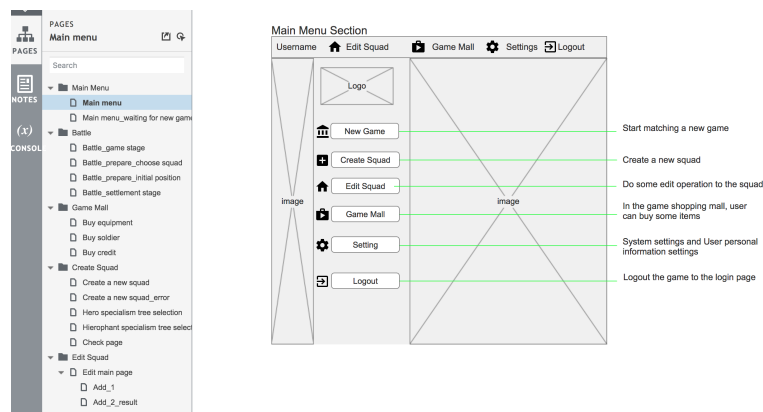 PAGES
Main menu
PAGES
Search
NOTES
(x)
CONSOL
Main Menu
Main menu
Main menu_waiting for new game
Battle
Battle_game stage
Battle_prepare_choose squad
Battle_prepare_initial position
Battle_settlement stage
Game Mall
Buy equipment
Buy soldier
Buy credit
Create Squad
Create a new squad
Create a new squad_error
Hero specialism tree selection
Hierophant specialism tree select
Check page
Edit Squad
Edit main page
Add_1
Add_2_result
Main Menu Section
Username Edit Squad Game Mall Settings Logout
Logo
New Game
Start matching a new game
Create Squad
Create a new squad
Edit Squad
Do some edit operation to the squad
image
image
Game Mall
In the game shopping mall, user
can buy some items
Setting
System settings and User personal
information settings
Logout
Logout the game to the login page